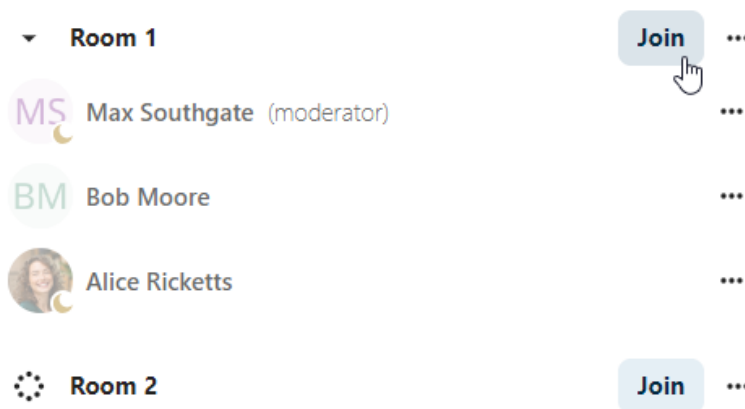 Room 1 Join
MS Max Southgate (moderator)
BM Bob Moore
Alice Ricketts
Room 2 Join